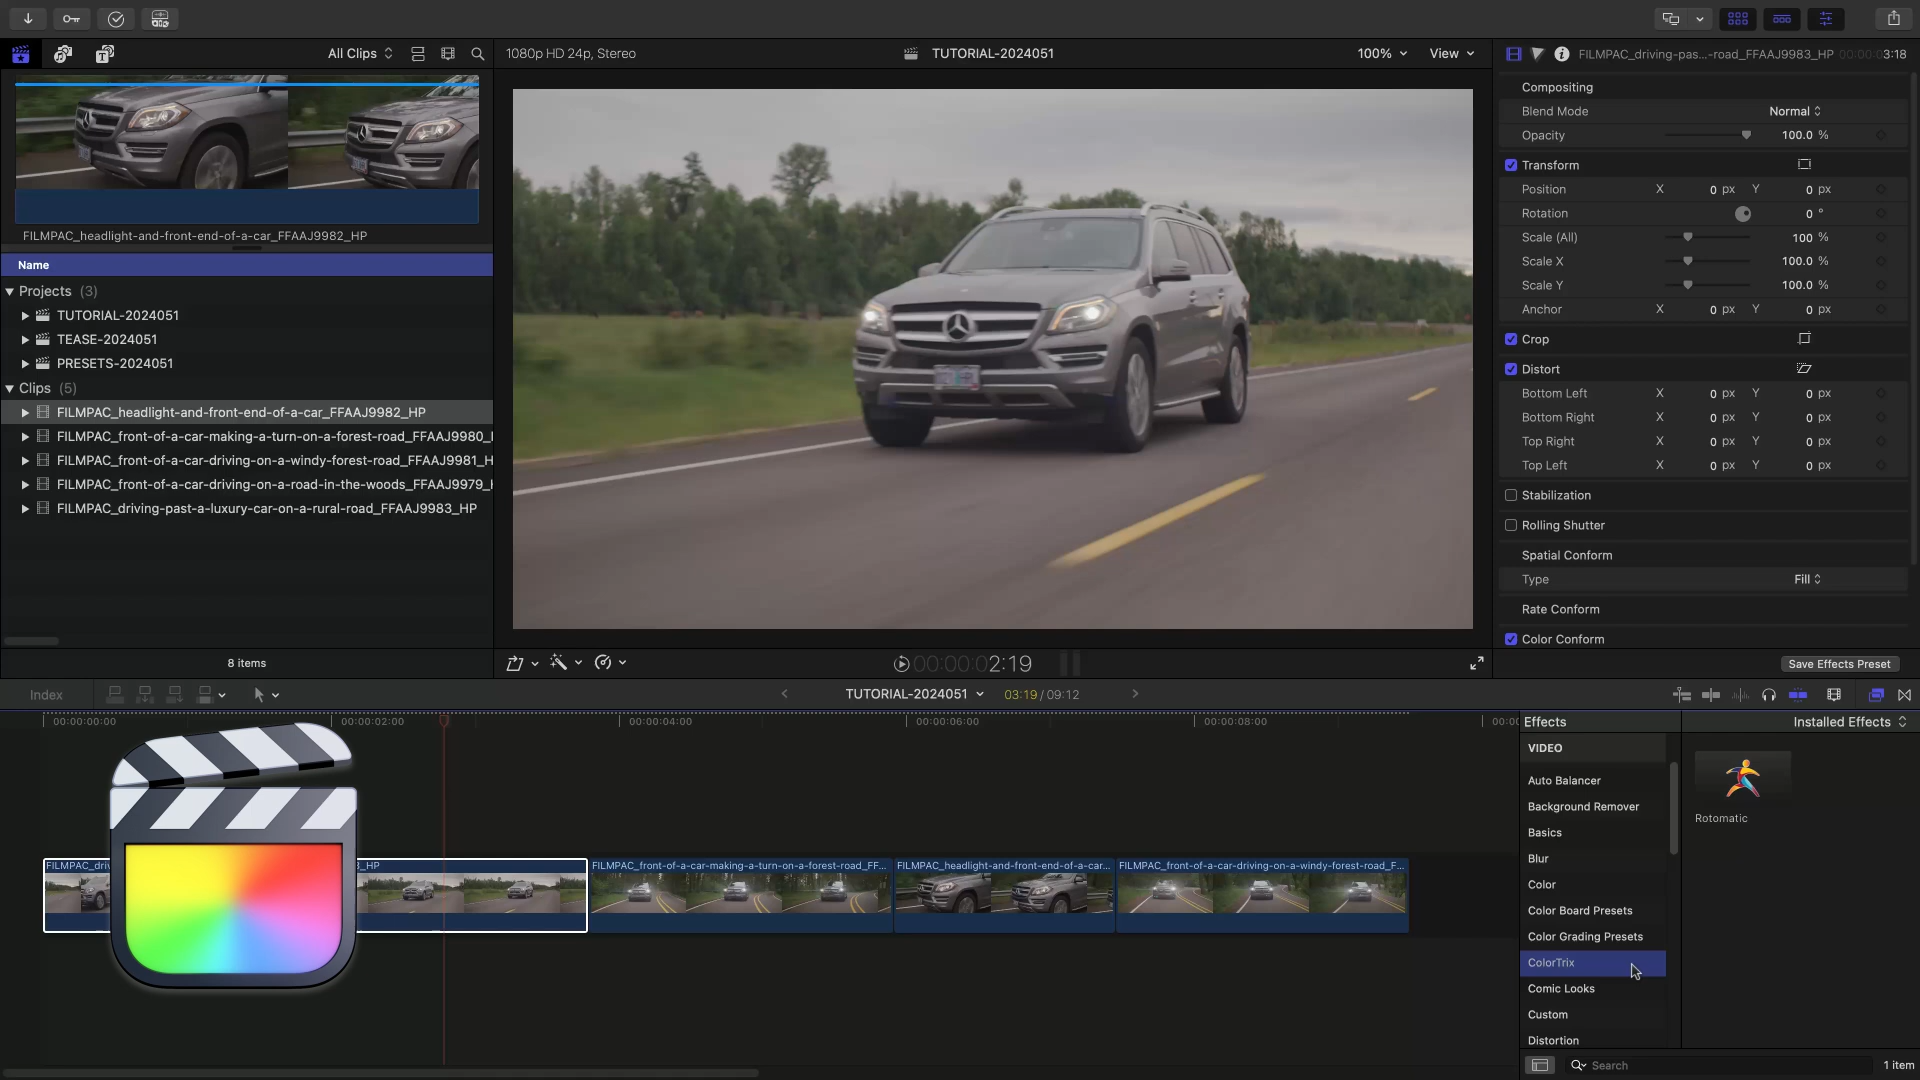 All Clips
1080p HD 24p, Stereo
TUTORIAL-2024051
100%
View
FILMPAC_driving-pas...-road_FFAAJ9983_HP
00:00:03:18
FILMPAC_headlight-and-front-end-of-a-car_FFAAJ9982_HP
Name
Projects (3)
TUTORIAL-2024051
TEASE-2024051
PRESETS-2024051
Clips (5)
FILMPAC_headlight-and-front-end-of-a-car_FFAAJ9982_HP
FILMPAC_front-of-a-car-making-a-turn-on-a-forest-road_FFAAJ9980_
FILMPAC_front-of-a-car-driving-on-a-windy-forest-road_FFAAJ9981_H
FILMPAC_front-of-a-car-driving-on-a-road-in-the-woods_FFAAJ9979_
FILMPAC_driving-past-a-luxury-car-on-a-rural-road_FFAAJ9983_HP
8 items
00:00:02:19
Compositing
Blend Mode Normal
Opacity 100.0 %
Transform
Position X 0 px Y 0 px
Rotation 0 °
Scale (All) 100 %
Scale X 100.0 %
Scale Y 100.0 %
Anchor X 0 px Y 0 px
Crop
Distort
Bottom Left X 0 px Y 0 px
Bottom Right X 0 px Y 0 px
Top Right X 0 px Y 0 px
Top Left X 0 px Y 0 px
Stabilization
Rolling Shutter
Spatial Conform
Type Fill
Rate Conform
Color Conform
Save Effects Preset
Index
TUTORIAL-2024051
03:19 / 09:12
00:00:00:00
00:00:02:00
00:00:04:00
00:00:06:00
00:00:08:00
FILMPAC_front-of-a-car-making-a-turn-on-a-forest-road_FF...
FILMPAC_headlight-and-front-end-of-a-car...
FILMPAC_front-of-a-car-driving-on-a-windy-forest-road_F...
Effects
Installed Effects
VIDEO
Auto Balancer
Background Remover
Basics
Blur
Color
Color Board Presets
Color Grading Presets
ColorTrix
Comic Looks
Custom
Distortion
Rotomatic
Search
1 item